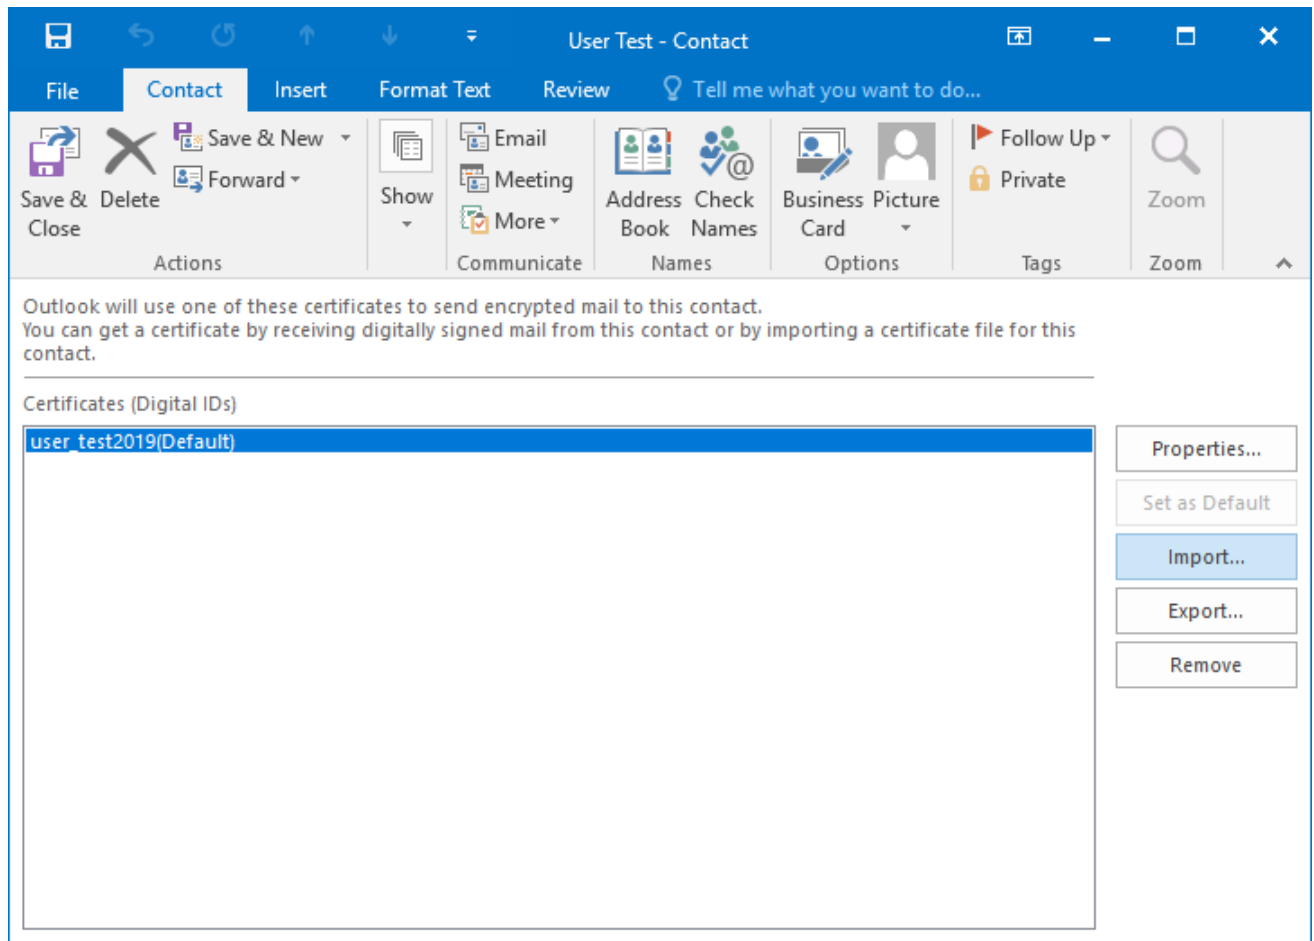 User Test - Contact
File Contact Insert Format Text Review Tell me what you want to do...
Save & Close
Delete
Save & New
Forward
Show
Email
Meeting
More
Address Book
Check Names
Business Card
Picture
Follow Up
Private
Zoom
Actions Communicate Names Options Tags Zoom
Outlook will use one of these certificates to send encrypted mail to this contact.
You can get a certificate by receiving digitally signed mail from this contact or by importing a certificate file for this
contact.
Certificates (Digital IDs)
user_test2019(Default)
Properties...
Set as Default
Import...
Export...
Remove